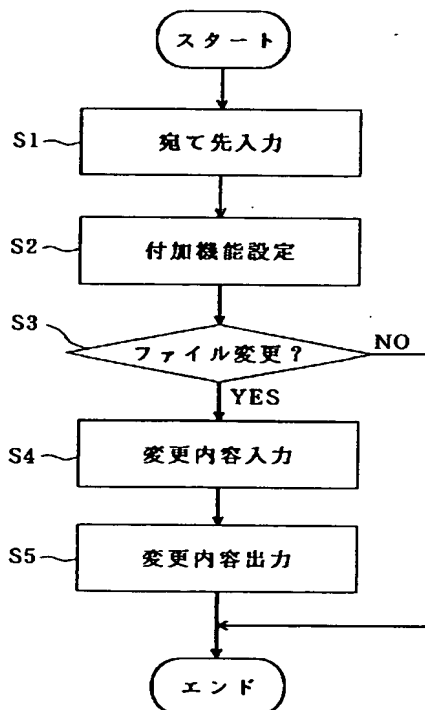 スタート
S1
宛て先入力
S2
付加機能設定
S3
ファイル変更?
NO
YES
S4
変更内容入力
S5
変更内容出力
エンド